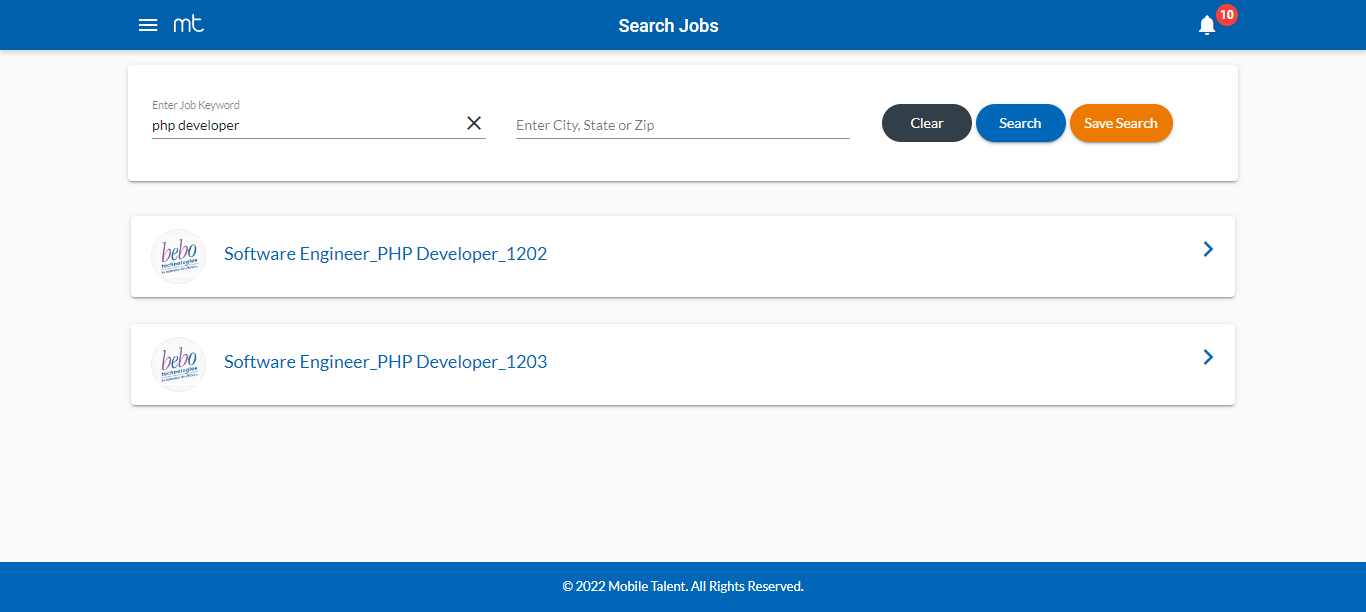 mt
Search Jobs
10
Enter Job Keyword
php developer
Enter City, State or Zip
Clear
Search
Save Search
bebo
technologies
Software Engineer_PHP Developer_1202
bebo
technologies
Software Engineer_PHP Developer_1203
© 2022 Mobile Talent. All Rights Reserved.